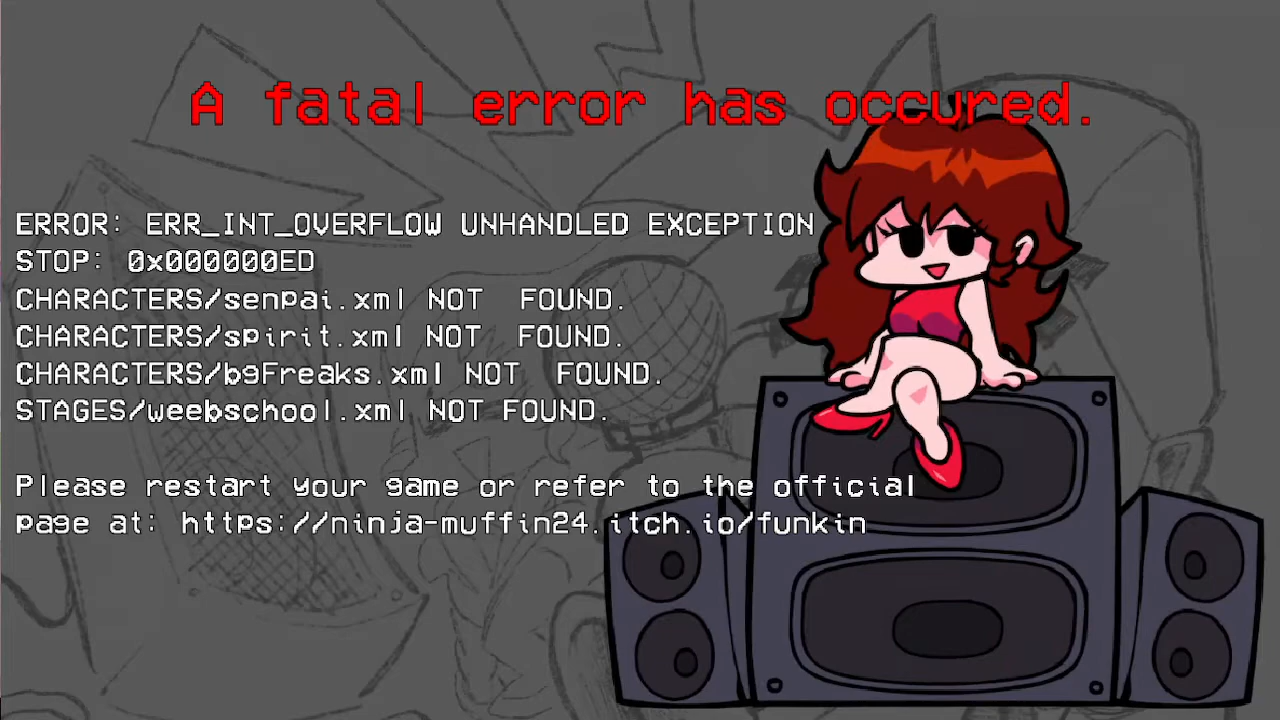 A fatal error has occured.
ERROR: ERR_INT_OVERFLOW UNHANDLED EXCEPTION
STOP: 0x000000ED
CHARACTERS/senpai.xml NOT FOUND.
CHARACTERS/spirit.xml NOT FOUND.
CHARACTERS/bgFreaks.xml NOT FOUND.
STAGES/weebschool.xml NOT FOUND.
Please restart your game or refer to the official
page at: https://ninja-muffin24.itch.io/funkin